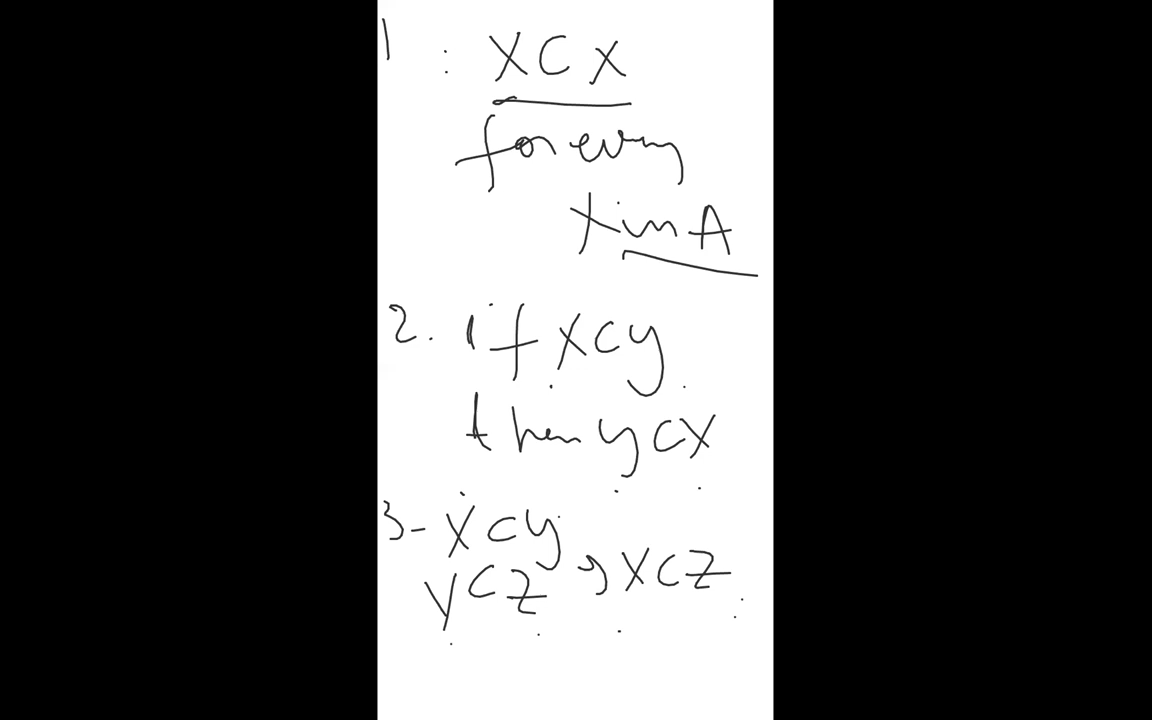 1 : XCX
for every
x in A
2. if xCy
then yCx
3- xCy
yCz , xCz